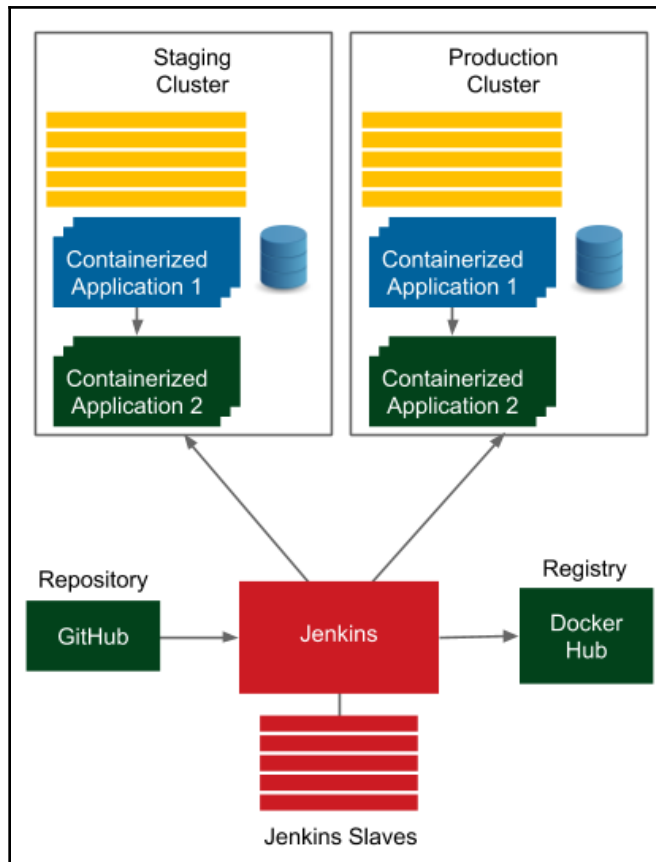 Staging
Cluster
Production
Cluster
Containerized
Application 1
Containerized
Application 2
Containerized
Application 1
Containerized
Application 2
Repository
GitHub
Jenkins
Registry
Docker
Hub
Jenkins Slaves